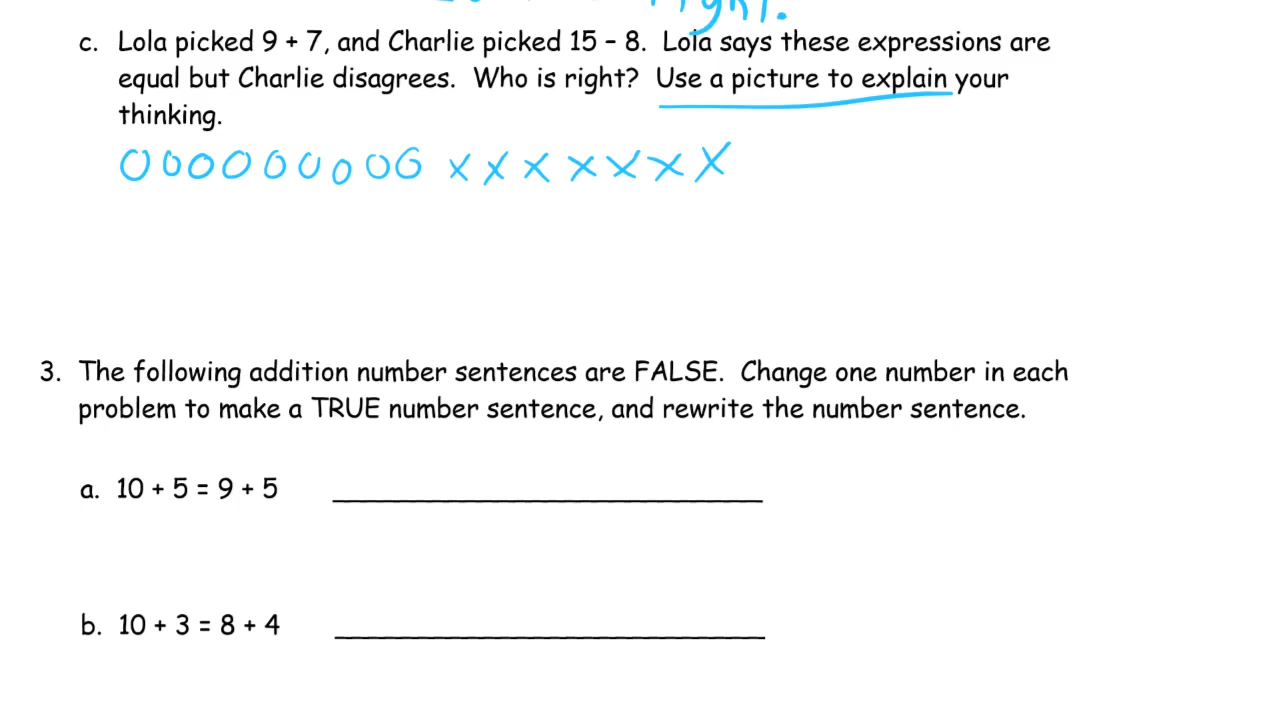 right.
c. Lola picked 9 + 7, and Charlie picked 15 – 8. Lola says these expressions are
equal but Charlie disagrees. Who is right? Use a picture to explain your
thinking.
O O O O O O O O O X X X X X X X
3. The following addition number sentences are FALSE. Change one number in each
problem to make a TRUE number sentence, and rewrite the number sentence.
a. 10 + 5 = 9 + 5 ______________________________
b. 10 + 3 = 8 + 4 ______________________________